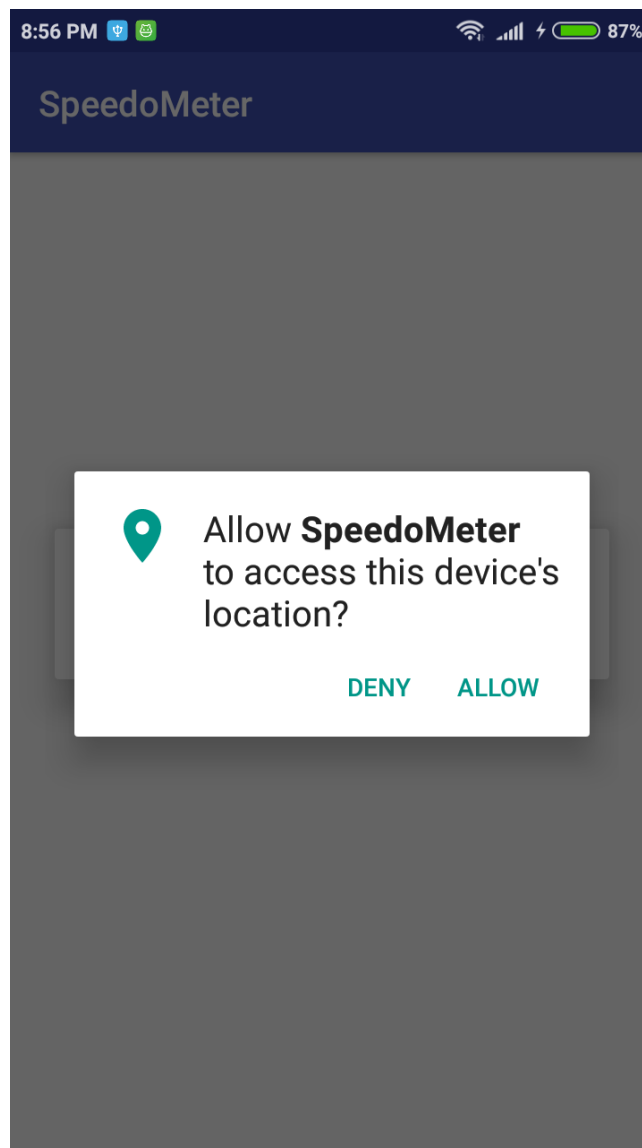 8:56 PM 87%
SpeedoMeter
Allow SpeedoMeter
to access this device's
location?
DENY ALLOW